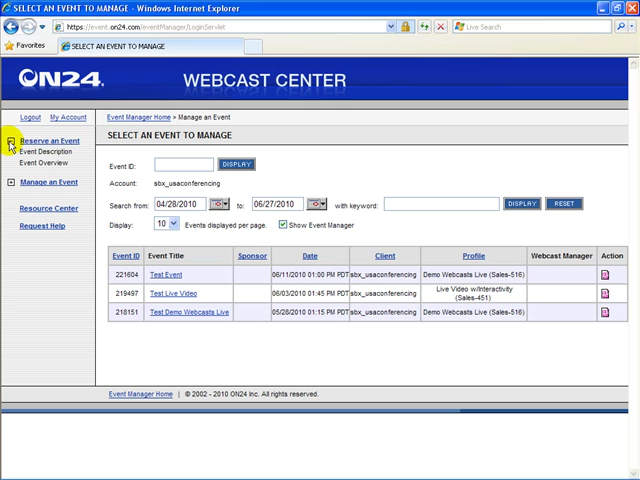 SELECT AN EVENT TO MANAGE - Windows Internet Explorer
https://event.on24.com/eventManager/LoginServlet
Live Search
Favorites
SELECT AN EVENT TO MANAGE
ON24. WEBCAST CENTER
Logout My Account
Event Manager Home > Manage an Event
Reserve an Event
Event Description
Event Overview
Manage an Event
Resource Center
Request Help
SELECT AN EVENT TO MANAGE
Event ID: DISPLAY
Account: sbx_usaconferencing
Search from: 04/28/2010 to: 06/27/2010 with keyword: DISPLAY RESET
Display: 10 Events displayed per page. Show Event Manager
Event ID Event Title Sponsor Date Client Profile Webcast Manager Action
221604 Test Event 06/11/2010 01:00 PM PDT sbx_usaconferencing Demo Webcasts Live (Sales-516)
219497 Test Live Video 06/03/2010 01:45 PM PDT sbx_usaconferencing Live Video w/Interactivity (Sales-451)
218151 Test Demo Webcasts Live 05/28/2010 01:15 PM PDT sbx_usaconferencing Demo Webcasts Live (Sales-516)
Event Manager Home | © 2002 - 2010 ON24 Inc. All rights reserved.